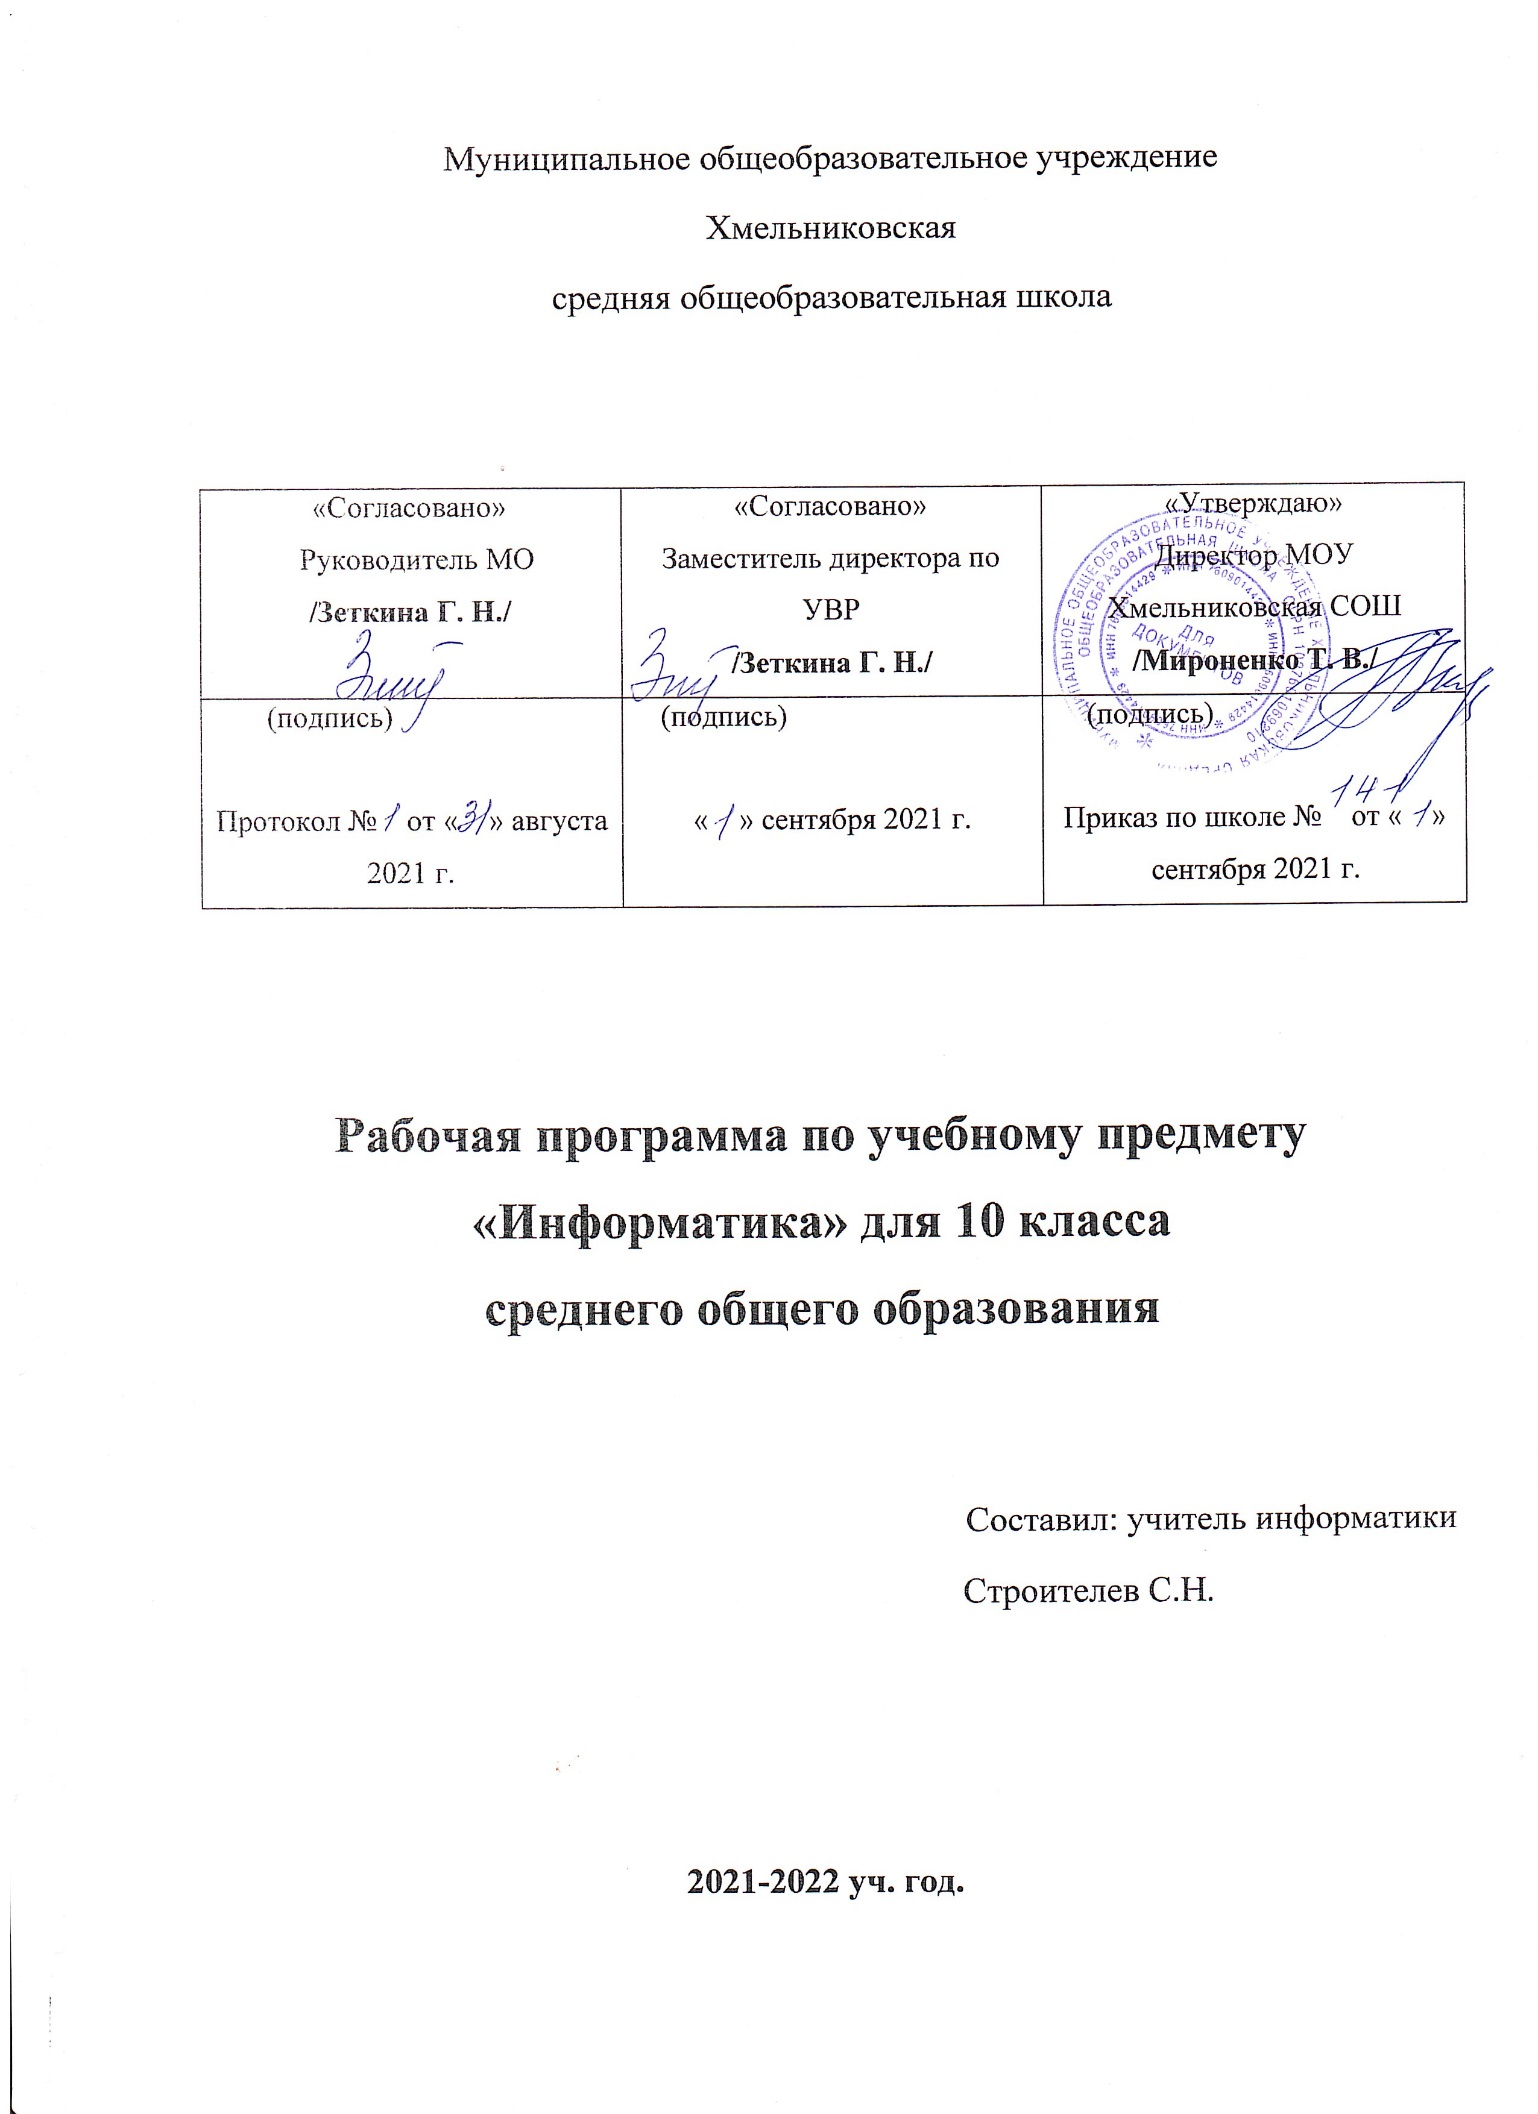 Муниципальное общеобразовательное учреждение
Хмельниковская
средняя общеобразовательная школа
«Согласовано»
Руководитель МО
/Зеткина Г. Н./
(подпись)
Протокол № 1 от «31» августа
2021 г.
«Согласовано»
Заместитель директора по
УВР
/Зеткина Г. Н./
(подпись)
« 1 » сентября 2021 г.
«Утверждаю»
Директор МОУ
Хмельниковская СОШ
/Мироненко Т. В./
(подпись)
Приказ по школе № 141 от « 1 »
сентября 2021 г.
ДЛЯ
ДОКУМЕНТОВ
Рабочая программа по учебному предмету
«Информатика» для 10 класса
среднего общего образования
Составил: учитель информатики
Строителев С.Н.
2021-2022 уч. год.